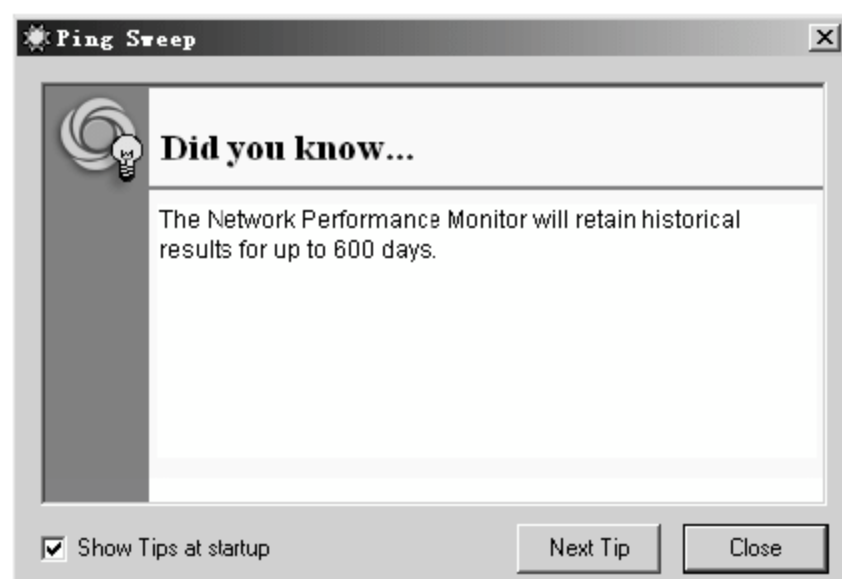 Ping Sweep
Did you know...
The Network Performance Monitor will retain historical
results for up to 600 days.
Show Tips at startup
Next Tip
Close